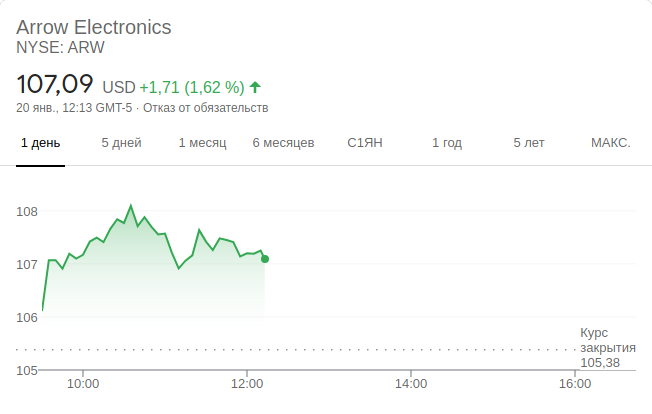 Arrow Electronics
NYSE: ARW
107,09 USD +1,71 (1,62 %)
20 янв., 12:13 GMT-5 · Отказ от обязательств
1 день 5 дней 1 месяц 6 месяцев С1ЯН 1 год 5 лет МАКС.
108
107
106
Курс
закрытия
105,38
105
10:00 12:00 14:00 16:00